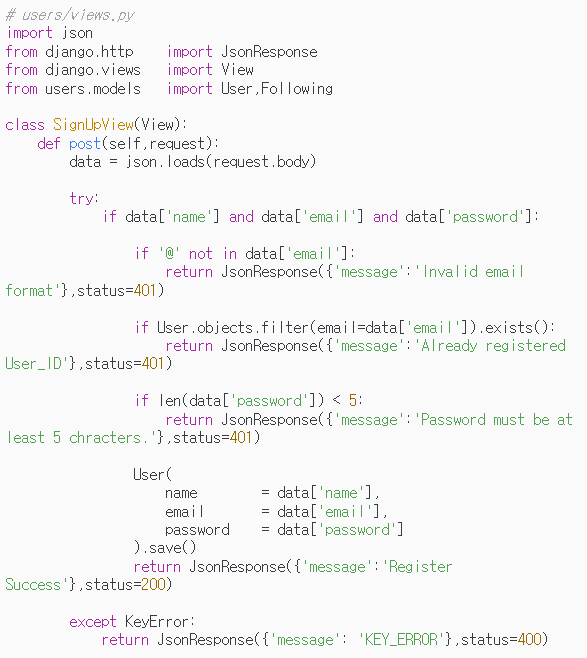 # users/views.py
import json
from django.http   import JsonResponse
from django.views  import View
from users.models  import User,Following

class SignUpView(View):
    def post(self,request):
        data = json.loads(request.body)

        try:
            if data['name'] and data['email'] and data['password']:

                if '@' not in data['email']:
                    return JsonResponse({'message':'Invalid email
format'},status=401)

                if User.objects.filter(email=data['email']).exists():
                    return JsonResponse({'message':'Already registered
User_ID'},status=401)

                if len(data['password']) < 5:
                    return JsonResponse({'message':'Password must be at
least 5 chracters.'},status=401)

                User(
                    name        = data['name'],
                    email       = data['email'],
                    password    = data['password']
                ).save()
                return JsonResponse({'message':'Register
Success'},status=200)

        except KeyError:
            return JsonResponse({'message': 'KEY_ERROR'},status=400)